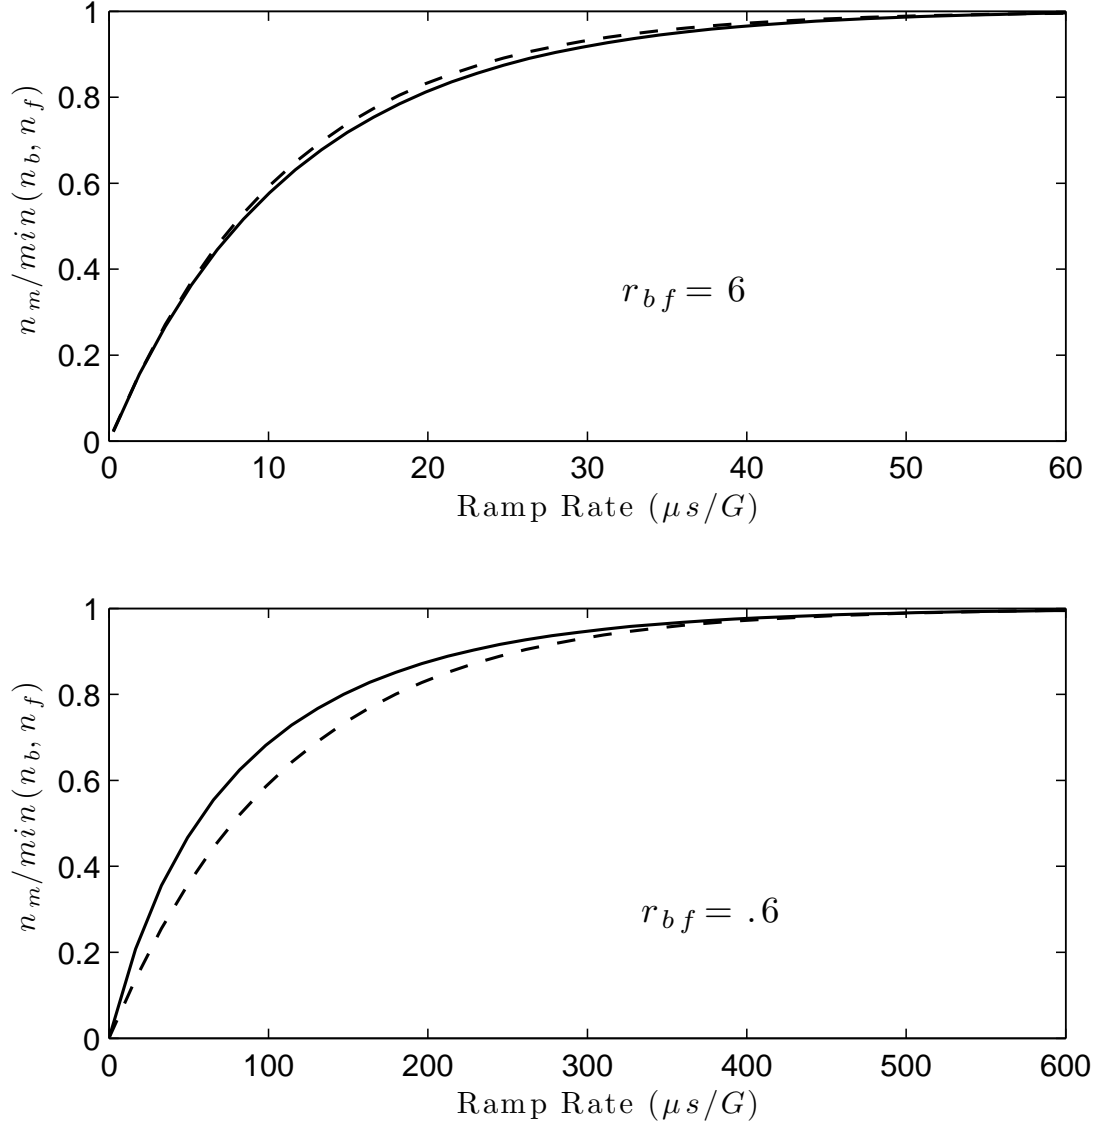 1
0.8
0.6
0.4
0.2
0
n_m/min(n_b, n_f)
r_bf = 6
0 10 20 30 40 50 60
Ramp Rate (μs/G)
1
0.8
0.6
0.4
0.2
0
n_m/min(n_b, n_f)
r_bf = .6
0 100 200 300 400 500 600
Ramp Rate (μs/G)